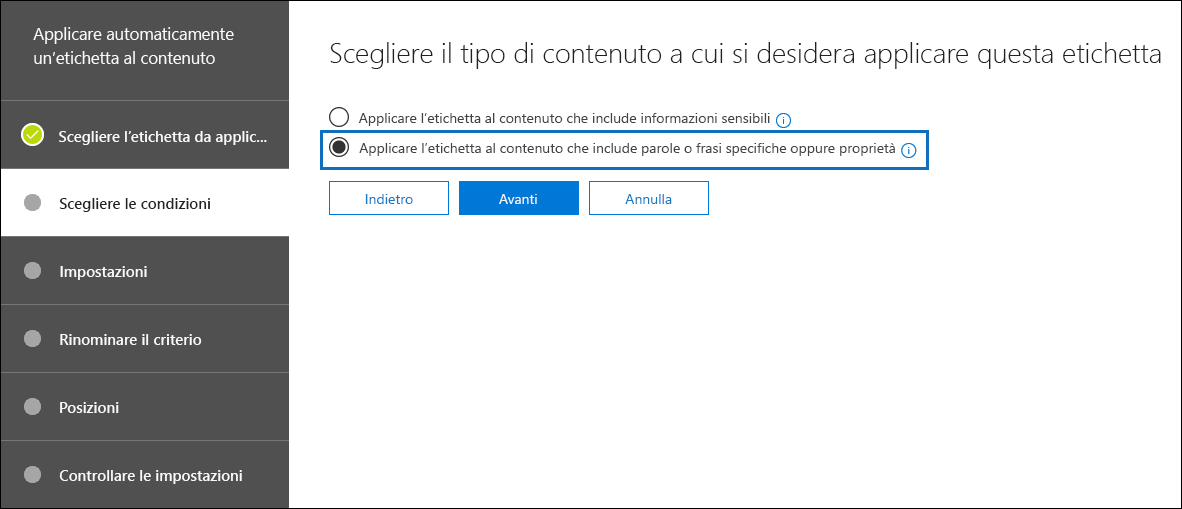 Applicare automaticamente
un'etichetta al contenuto
Scegliere l'etichetta da applic...
Scegliere le condizioni
Impostazioni
Rinominare il criterio
Posizioni
Controllare le impostazioni
Scegliere il tipo di contenuto a cui si desidera applicare questa etichetta
Applicare l'etichetta al contenuto che include informazioni sensibili
Applicare l'etichetta al contenuto che include parole o frasi specifiche oppure proprietà
Indietro Avanti Annulla